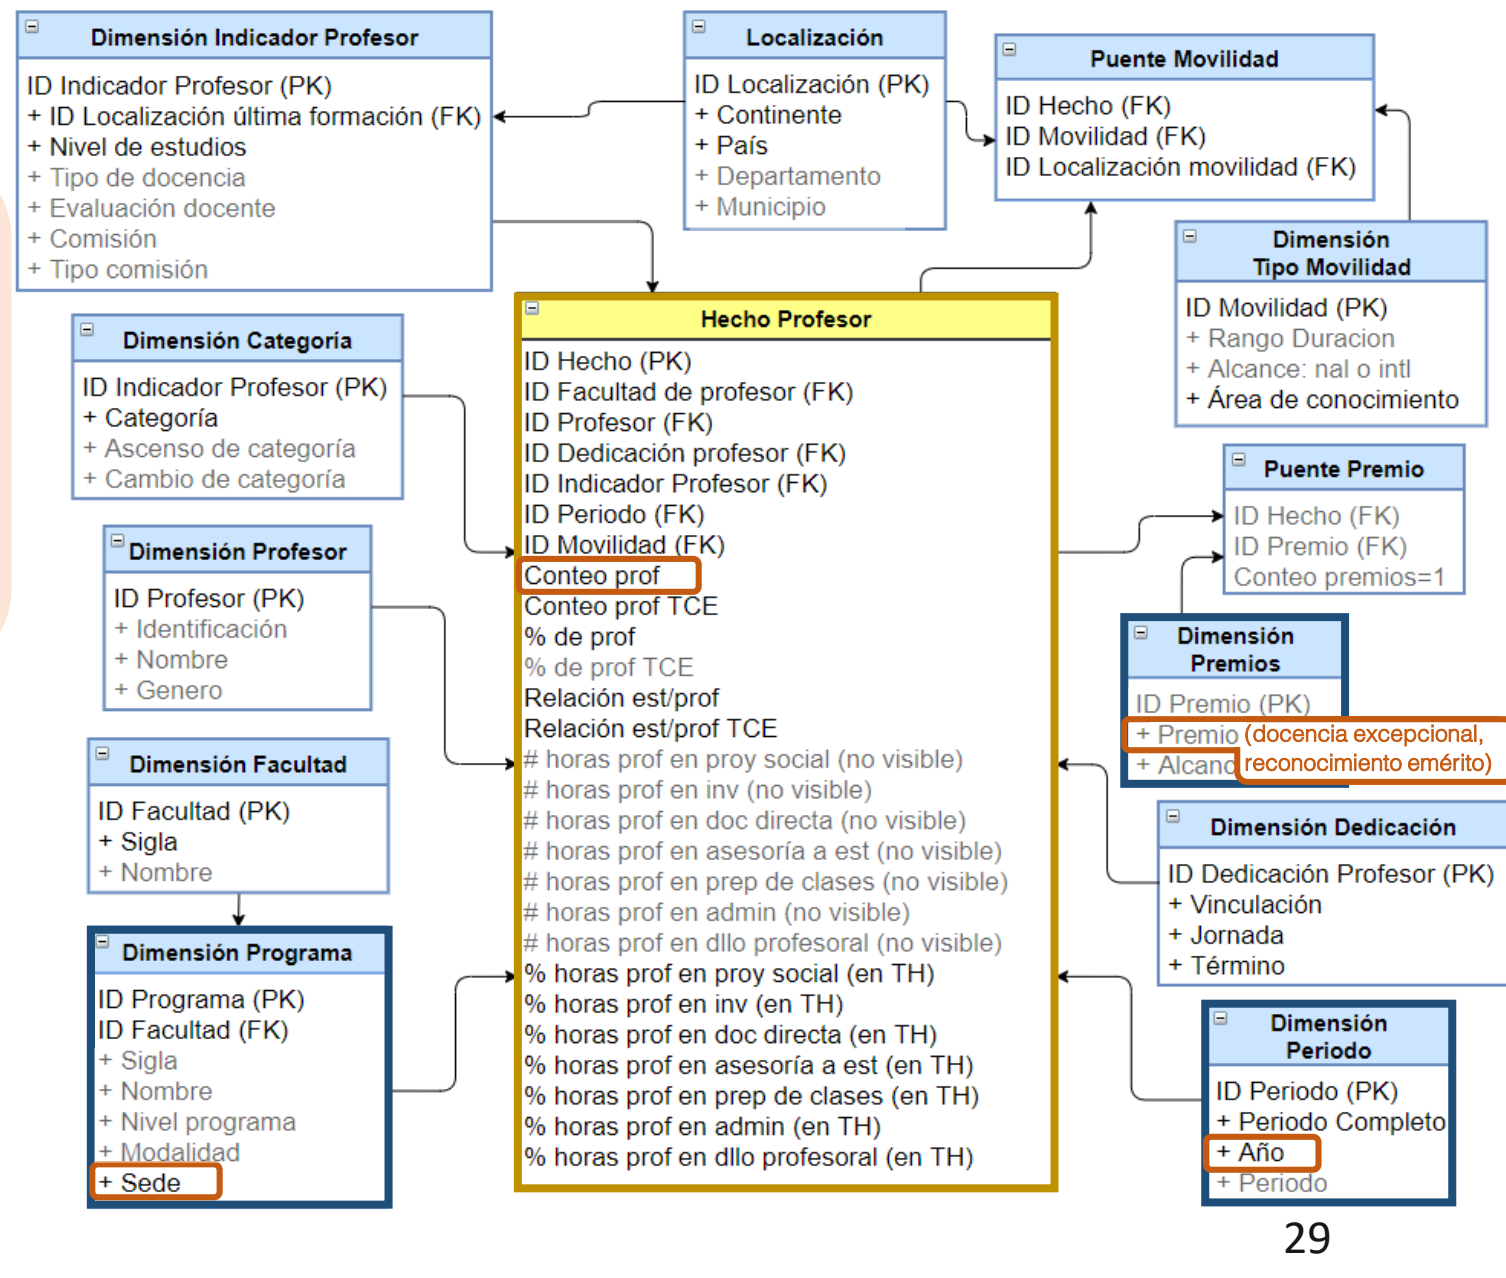 Dimensión Indicador Profesor
ID Indicador Profesor (PK)
+ ID Localización última formación (FK)
+ Nivel de estudios
+ Tipo de docencia
+ Evaluación docente
+ Comisión
+ Tipo comisión
Localización
ID Localización (PK)
+ Continente
+ País
+ Departamento
+ Municipio
Puente Movilidad
ID Hecho (FK)
ID Movilidad (FK)
ID Localización movilidad (FK)
Dimensión
Tipo Movilidad
ID Movilidad (PK)
+ Rango Duracion
+ Alcance: nal o intl
+ Área de conocimiento
Dimensión Categoría
ID Indicador Profesor (PK)
+ Categoría
+ Ascenso de categoría
+ Cambio de categoría
Dimensión Profesor
ID Profesor (PK)
+ Identificación
+ Nombre
+ Genero
Dimensión Facultad
ID Facultad (PK)
+ Sigla
+ Nombre
Dimensión Programa
ID Programa (PK)
ID Facultad (FK)
+ Sigla
+ Nombre
+ Nivel programa
+ Modalidad
+ Sede
Hecho Profesor
ID Hecho (PK)
ID Facultad de profesor (FK)
ID Profesor (FK)
ID Dedicación profesor (FK)
ID Indicador Profesor (FK)
ID Periodo (FK)
ID Movilidad (FK)
Conteo prof
Conteo prof TCE
% de prof
% de prof TCE
Relación est/prof
Relación est/prof TCE
# horas prof en proy social (no visible)
# horas prof en inv (no visible)
# horas prof en doc directa (no visible)
# horas prof en asesoría a est (no visible)
# horas prof en prep de clases (no visible)
# horas prof en admin (no visible)
# horas prof en dllo profesoral (no visible)
% horas prof en proy social (en TH)
% horas prof en inv (en TH)
% horas prof en doc directa (en TH)
% horas prof en asesoría a est (en TH)
% horas prof en prep de clases (en TH)
% horas prof en admin (en TH)
% horas prof en dllo profesoral (en TH)
Puente Premio
ID Hecho (FK)
ID Premio (FK)
Conteo premios=1
Dimensión
Premios
ID Premio (PK)
+ Premio (docencia excepcional,
+ Alcanc reconocimiento emérito)
Dimensión Dedicación
ID Dedicación Profesor (PK)
+ Vinculación
+ Jornada
+ Término
Dimensión
Periodo
ID Periodo (PK)
+ Periodo Completo
+ Año
+ Periodo
29